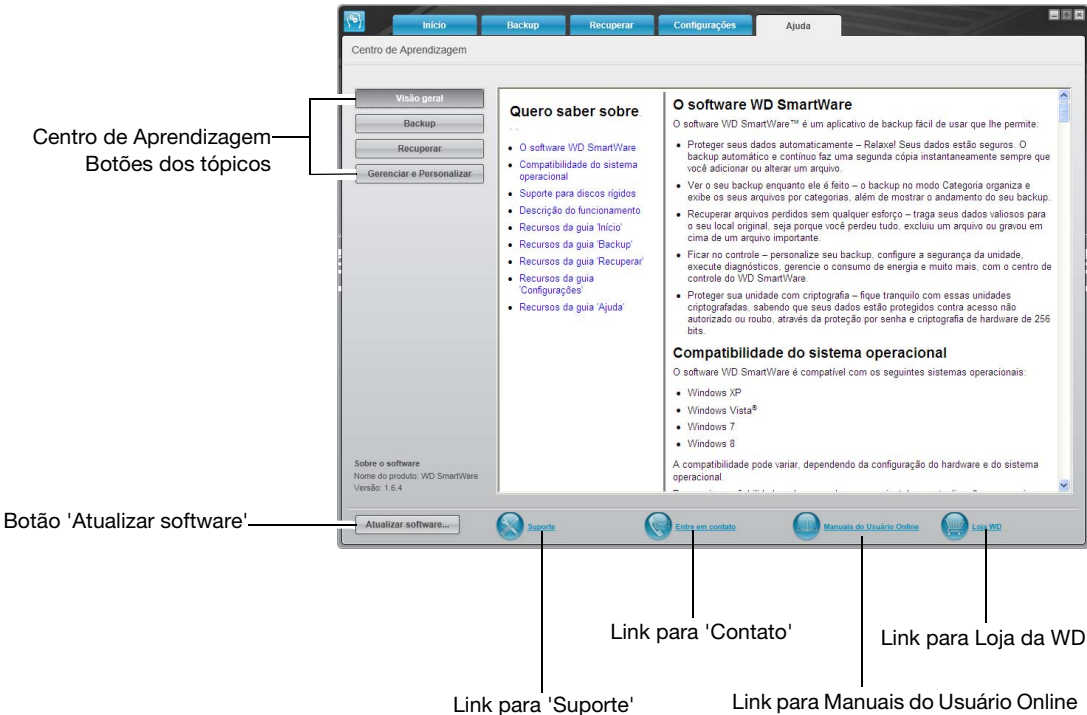 Início
Backup
Recuperar
Configurações
Ajuda
Centro de Aprendizagem
Centro de Aprendizagem
Botões dos tópicos
Visão geral
Backup
Recuperar
Gerenciar e Personalizar
Quero saber sobre
• O software WD SmartWare
• Compatibilidade do sistema
operacional
• Suporte para discos rígidos
• Descrição do funcionamento
• Recursos da guia 'Início'
• Recursos da guia 'Backup'
• Recursos da guia 'Recuperar'
• Recursos da guia
'Configurações'
• Recursos da guia 'Ajuda'
O software WD SmartWare
O software WD SmartWare™ é um aplicativo de backup fácil de usar que lhe permite:
• Proteger seus dados automaticamente – Relaxe! Seus dados estão seguros. O
backup automático e contínuo faz uma segunda cópia instantaneamente sempre que
você adicionar ou alterar um arquivo.
• Ver o seu backup enquanto ele é feito – o backup no modo Categoria organiza e
exibe os seus arquivos por categorias, além de mostrar o andamento do seu backup.
• Recuperar arquivos perdidos sem qualquer esforço – traga seus dados valiosos para
o seu local original, seja porque você perdeu tudo, excluiu um arquivo ou gravou em
cima de um arquivo importante.
• Ficar no controle – personalize seu backup, configure a segurança da unidade,
execute diagnósticos, gerencie o consumo de energia e muito mais, com o centro de
controle do WD SmartWare.
• Proteger sua unidade com criptografia – fique tranquilo com essas unidades
criptografadas, sabendo que seus dados estão protegidos contra acesso não
autorizado ou roubo, através da proteção por senha e criptografia de hardware de 256
bits.
Compatibilidade do sistema operacional
O software WD SmartWare é compatível com os seguintes sistemas operacionais:
• Windows XP
• Windows Vista®
• Windows 7
• Windows 8
A compatibilidade pode variar, dependendo da configuração do hardware e do sistema
operacional.
Sobre o software
Nome do produto: WD SmartWare
Versão: 1.6.4
Botão 'Atualizar software'
Atualizar software...
Suporte
Entre em contato
Manuais do Usuário Online
Loja WD
Link para 'Contato'
Link para Loja da WD
Link para 'Suporte'
Link para Manuais do Usuário Online